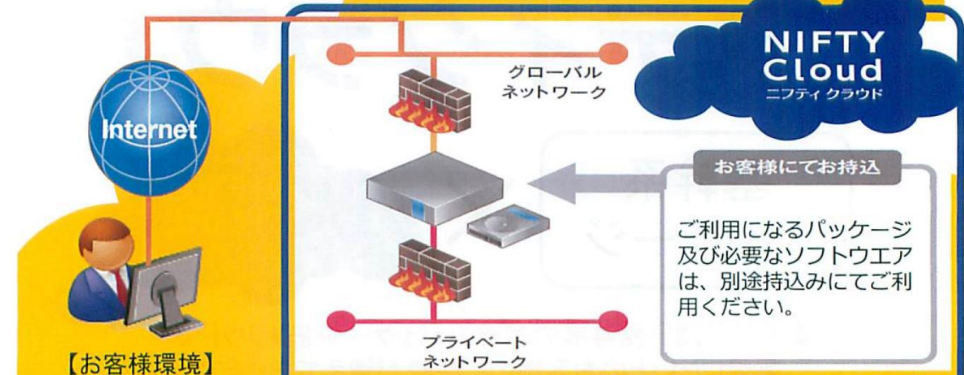 NIFTY
Cloud
ニフティクラウド
グローバル
ネットワーク
Internet
お客様にてお持込
ご利用になるパッケージ
及び必要なソフトウエア
は、別途持込みにてご利
用ください。
プライベート
ネットワーク
【お客様環境】